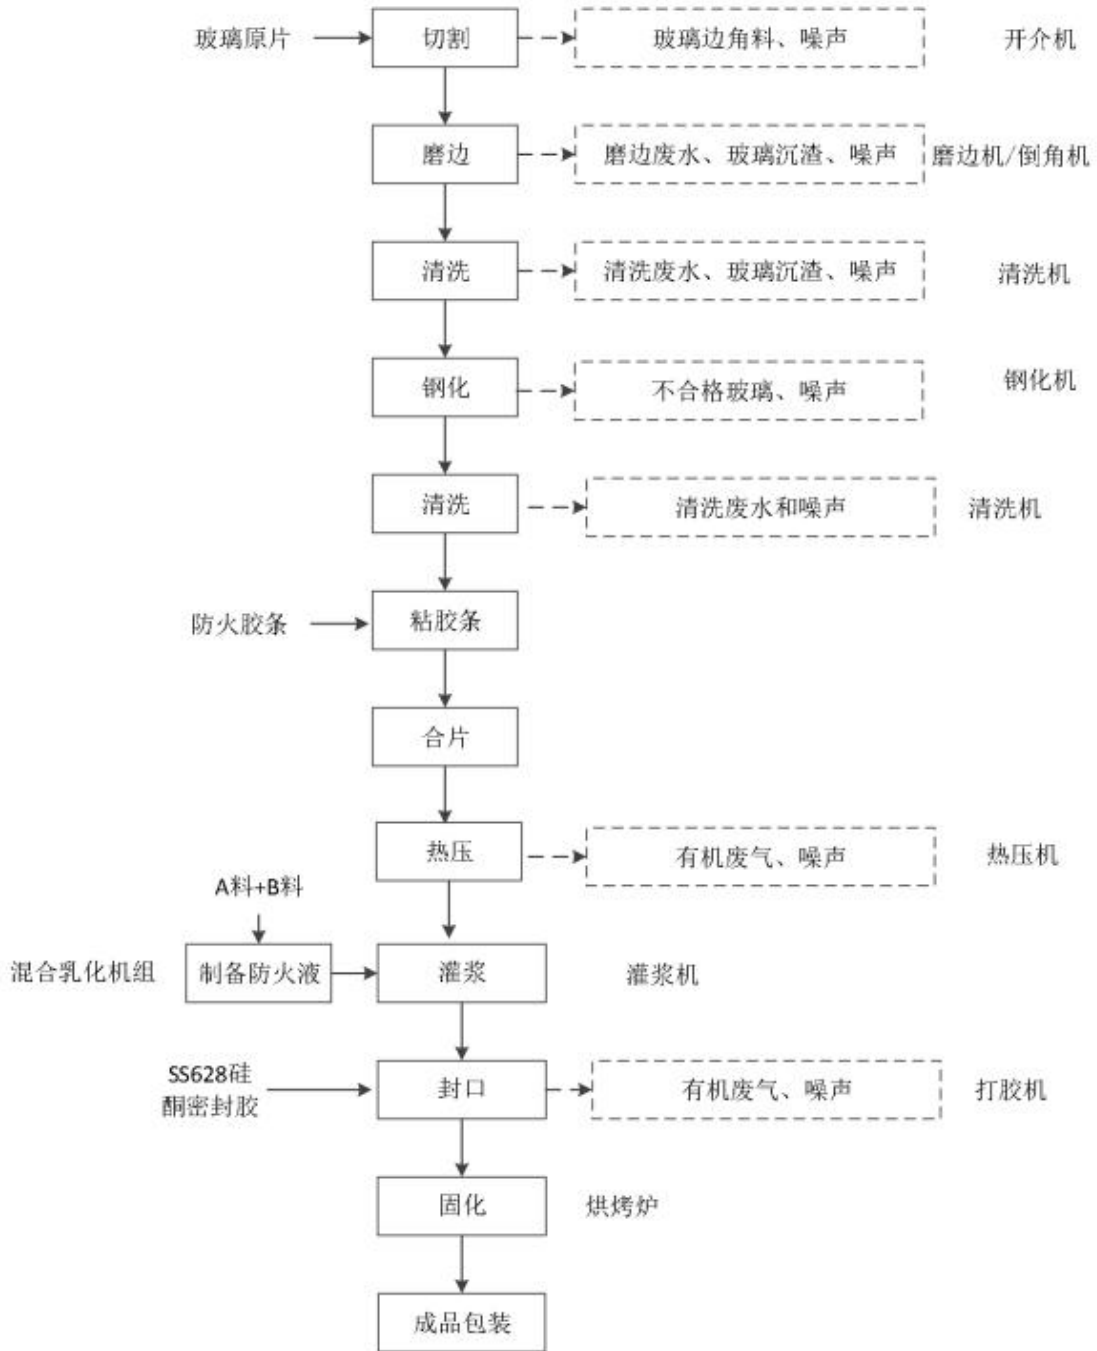 玻璃原片
切割
玻璃边角料、噪声
开介机
磨边
磨边废水、玻璃沉渣、噪声
磨边机/倒角机
清洗
清洗废水、玻璃沉渣、噪声
清洗机
钢化
不合格玻璃、噪声
钢化机
清洗
清洗废水和噪声
清洗机
防火胶条
粘胶条
合片
热压
有机废气、噪声
热压机
A料+B料
混合乳化机组
制备防火液
灌浆
灌浆机
SS628硅
酮密封胶
封口
有机废气、噪声
打胶机
固化
烘烤炉
成品包装